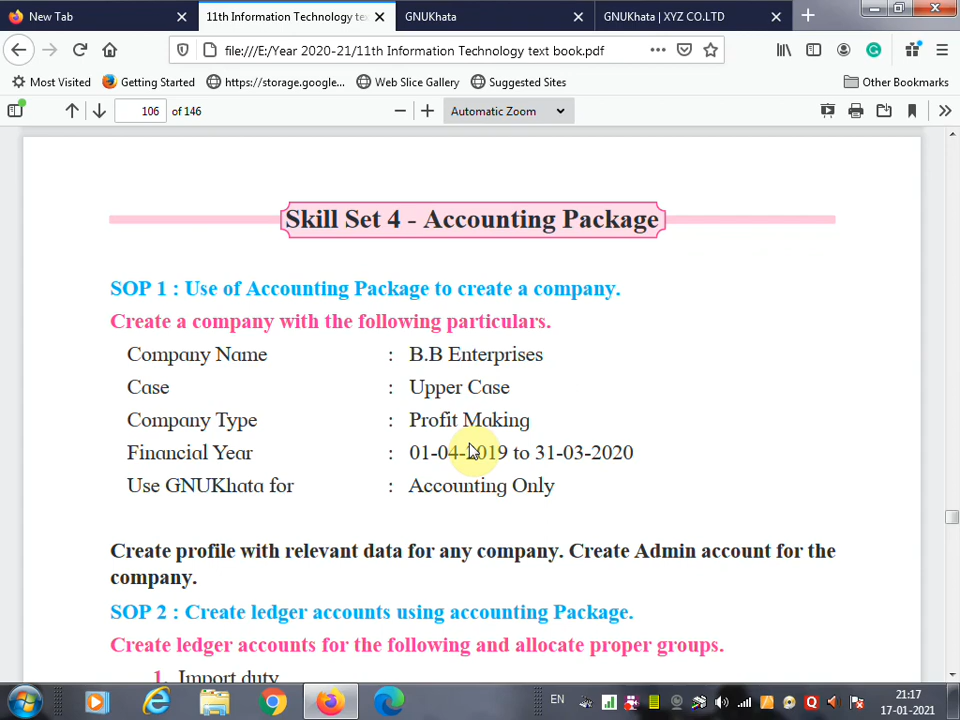 New Tab
11th Information Technology te
GNUKhata
GNUKhata | XYZ CO.LTD
file:///E:/Year 2020-21/11th Information Technology text book.pdf
Most Visited
Getting Started
https://storage.google...
Web Slice Gallery
Suggested Sites
Other Bookmarks
106 of 146
Automatic Zoom
Skill Set 4 - Accounting Package
SOP 1 : Use of Accounting Package to create a company.
Create a company with the following particulars.
Company Name : B.B Enterprises
Case : Upper Case
Company Type : Profit Making
Financial Year : 01-04-2019 to 31-03-2020
Use GNUKhata for : Accounting Only
Create profile with relevant data for any company. Create Admin account for the
company.
SOP 2 : Create ledger accounts using accounting Package.
Create ledger accounts for the following and allocate proper groups.
1. Import duty
EN
21:17
17-01-2021